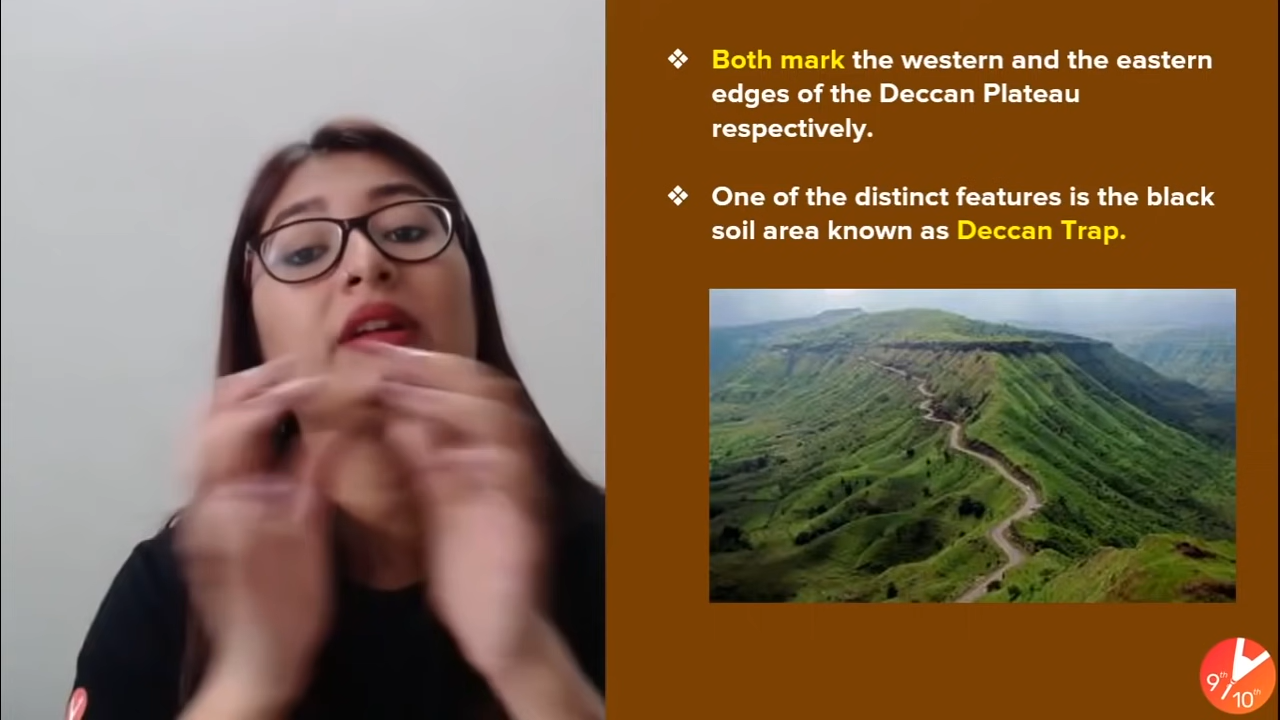 ❖ Both mark the western and the eastern
edges of the Deccan Plateau
respectively.
❖ One of the distinct features is the black
soil area known as Deccan Trap.
9th
10th